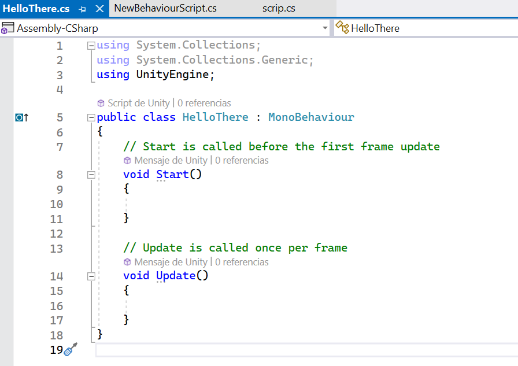 HelloThere.cs NewBehaviourScript.cs scrip.cs
Assembly-CSharp HelloThere
1 using System.Collections;
2 using System.Collections.Generic;
3 using UnityEngine;
4
Script de Unity | 0 referencias
5 public class HelloThere : MonoBehaviour
6 {
7 // Start is called before the first frame update
Mensaje de Unity | 0 referencias
8 void Start()
9 {
10
11 }
12
13 // Update is called once per frame
Mensaje de Unity | 0 referencias
14 void Update()
15 {
16
17 }
18 }
19